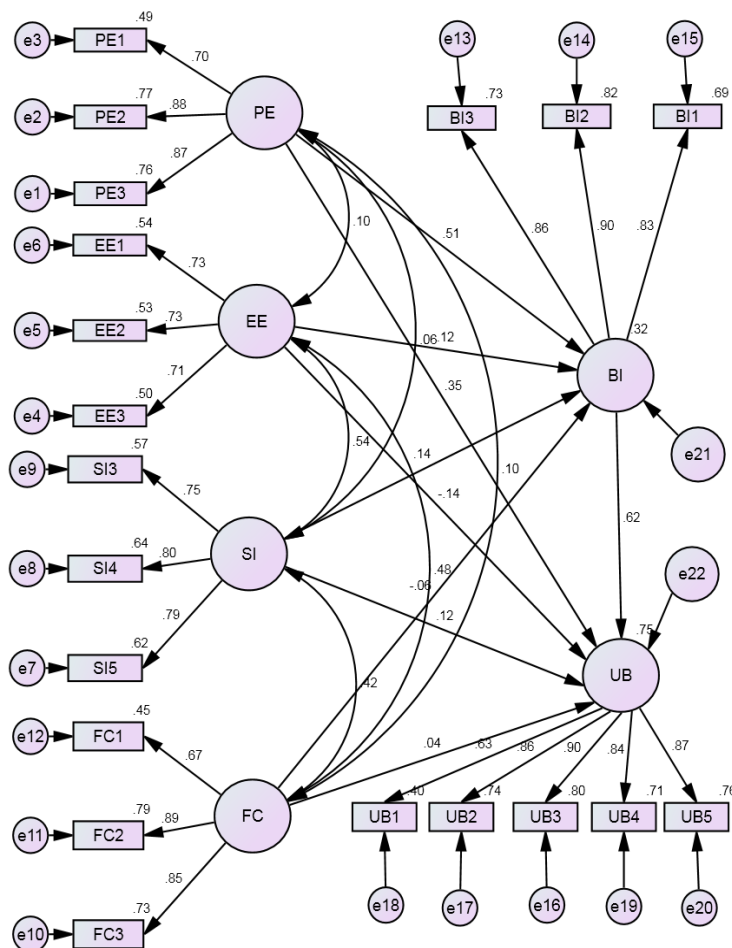 .49
e3 PE1
.70
.77
e2 PE2
.88
PE
.87
.76
e1 PE3
e13
e14
e15
.73
BI3
.82
BI2
.69
BI1
.54
e6 EE1
.10
.51
.86
.90
.83
.73
.53
e5 EE2
.73
EE
.71
.50
e4 EE3
.06
.12
.32
BI
.35
.57
e9 SI3
.54
.14
e21
.75
-.14
.10
.64
e8 SI4
.80
SI
.62
.79
.48
-.06
.12
e22
.62
e7 SI5
.75
UB
.42
.45
e12 FC1
.67
.04
.63
.86
.90
.84
.87
.79
e11 FC2
.89
FC
.85
.40
UB1
.74
UB2
.80
UB3
.71
UB4
.76
UB5
.73
e10 FC3
e18
e17
e16
e19
e20